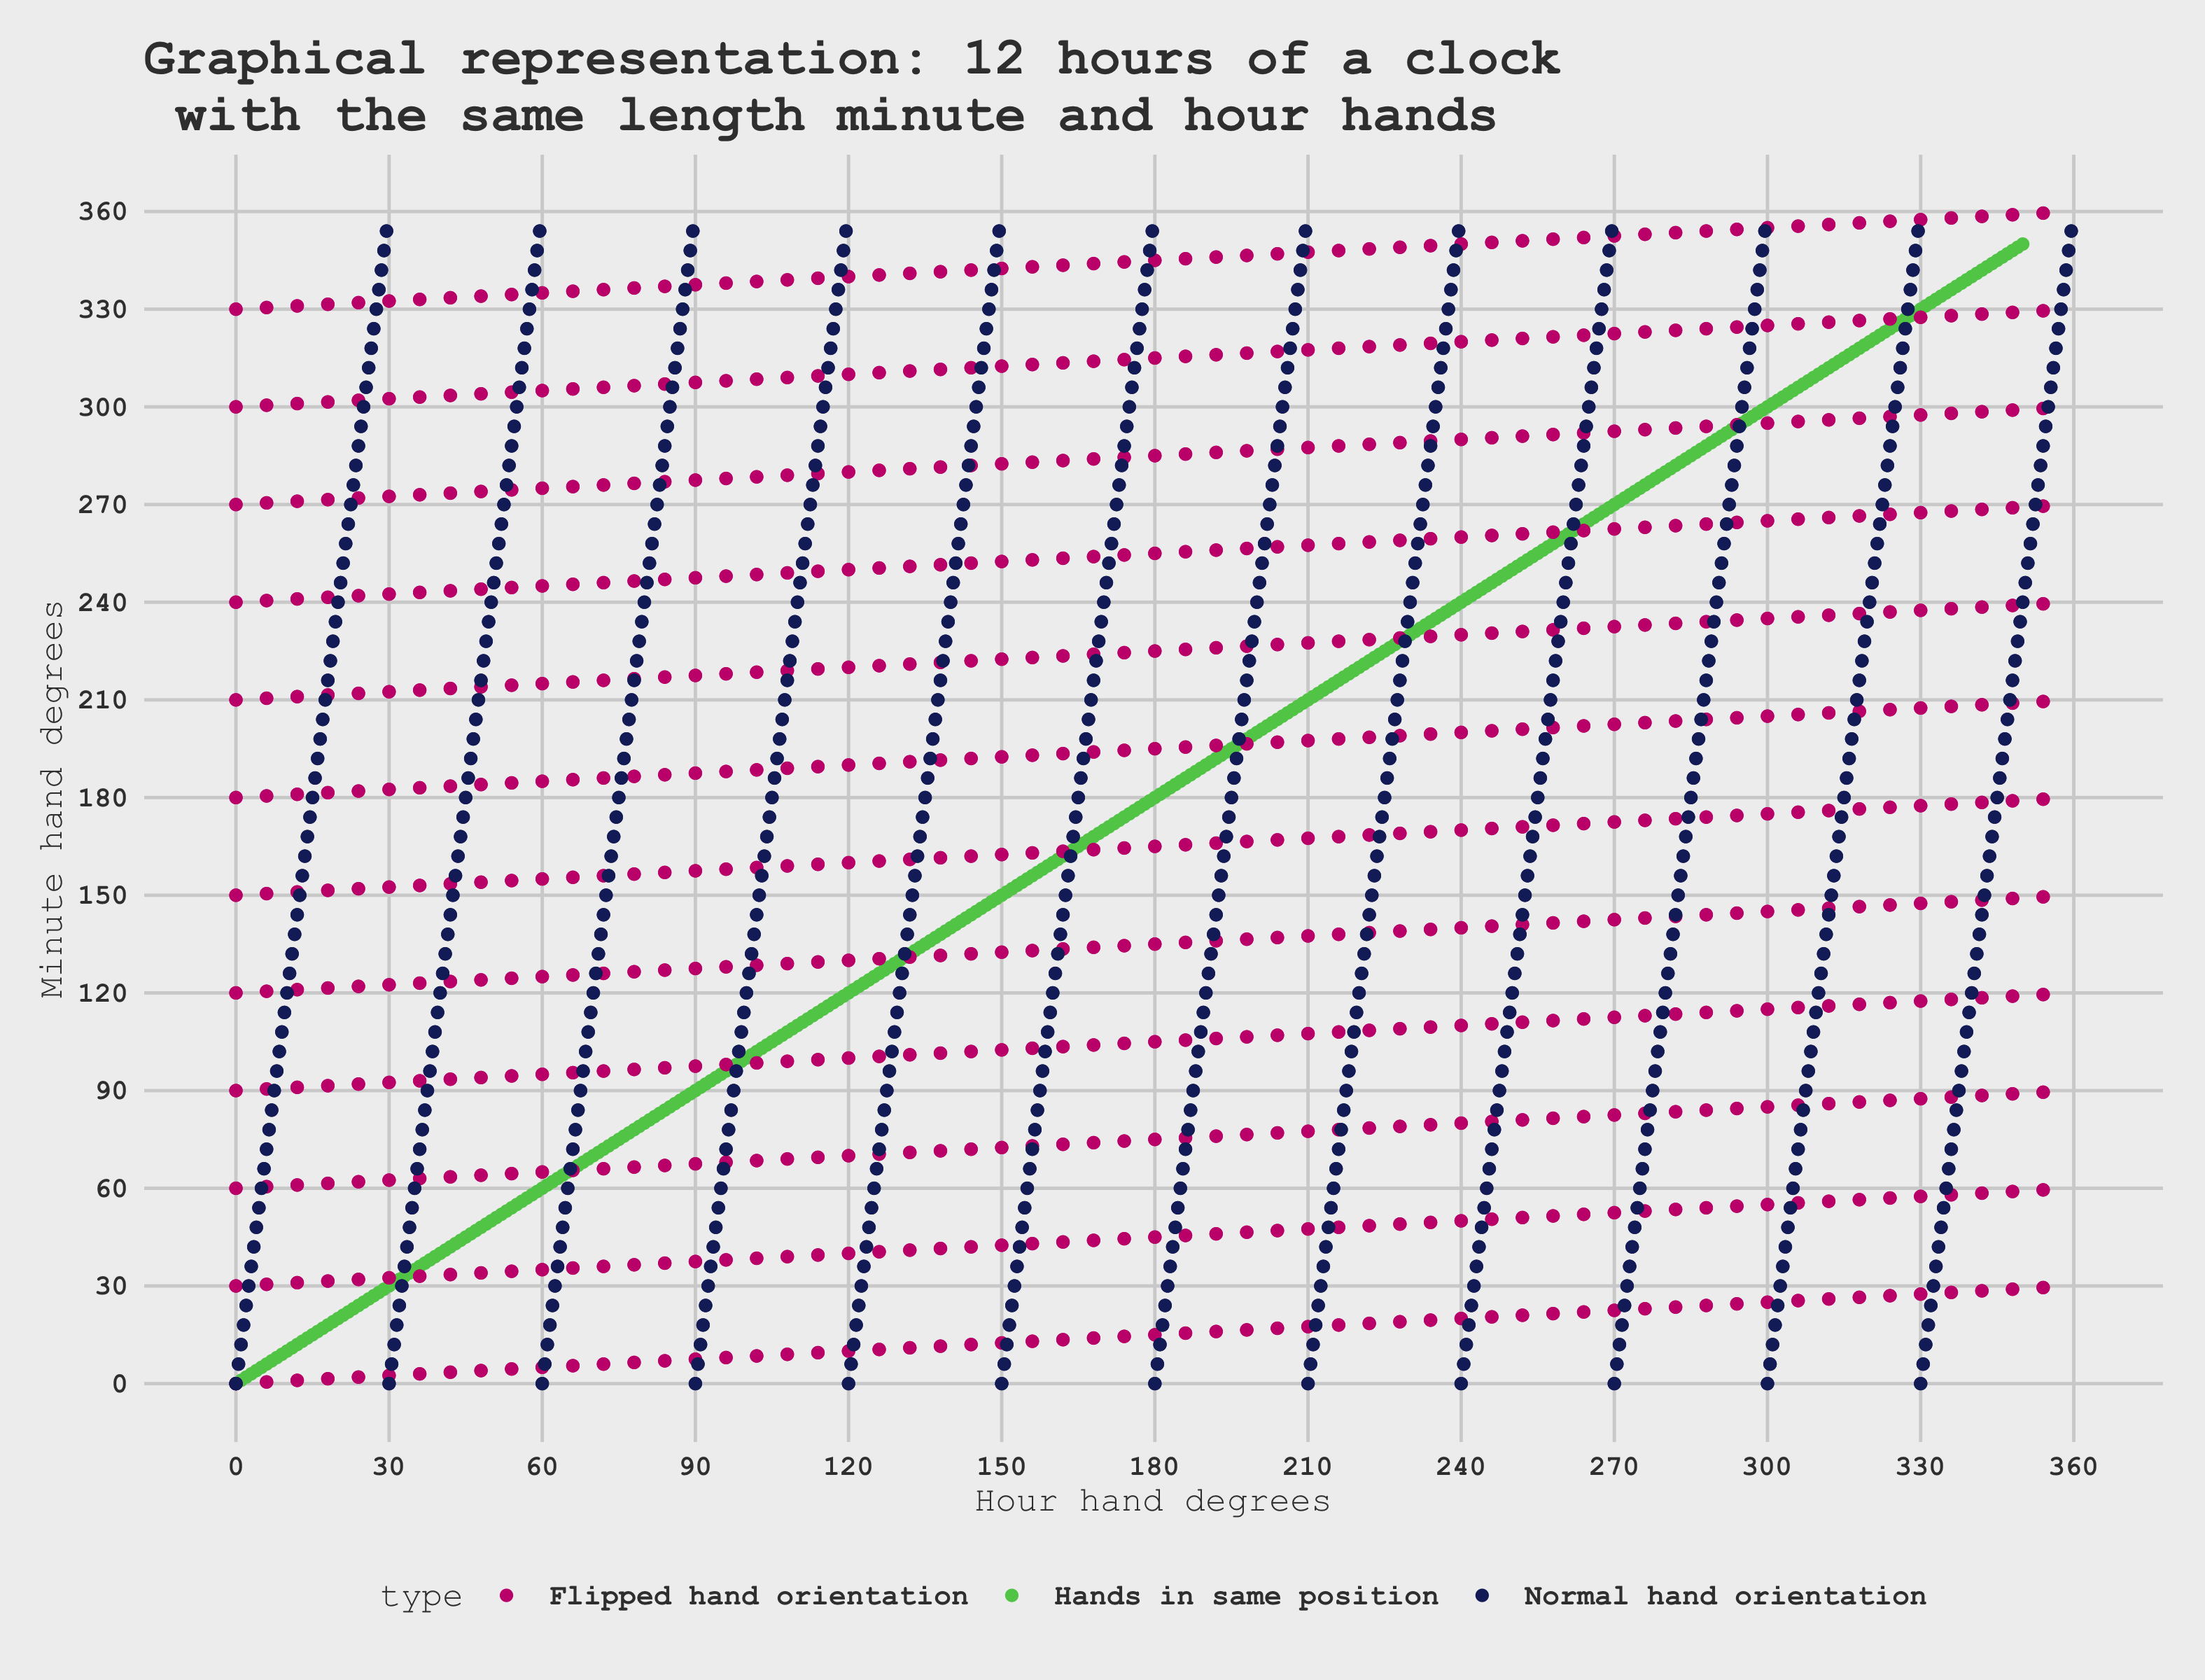 Graphical representation: 12 hours of a clock
with the same length minute and hour hands
Minute hand degrees
360
330
300
270
240
210
180
150
120
90
60
30
0
0 30 60 90 120 150 180 210 240 270 300 330 360
Hour hand degrees
type Flipped hand orientation Hands in same position Normal hand orientation